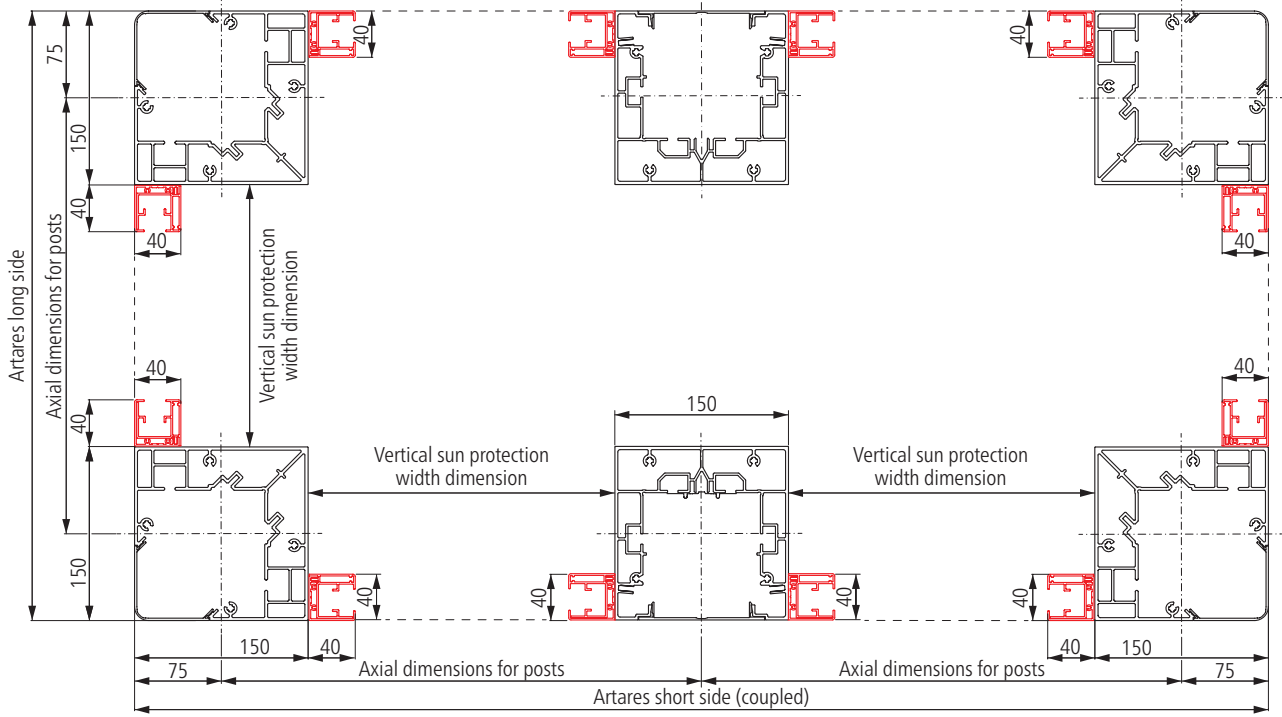 40
40
75
150
40
40
40
Artares long side
Axial dimensions for posts
Vertical sun protection
width dimension
40
40
40
150
Vertical sun protection
width dimension
Vertical sun protection
width dimension
150
40
40
40
40
150
40
40
150
75
Axial dimensions for posts
Axial dimensions for posts
75
Artares short side (coupled)